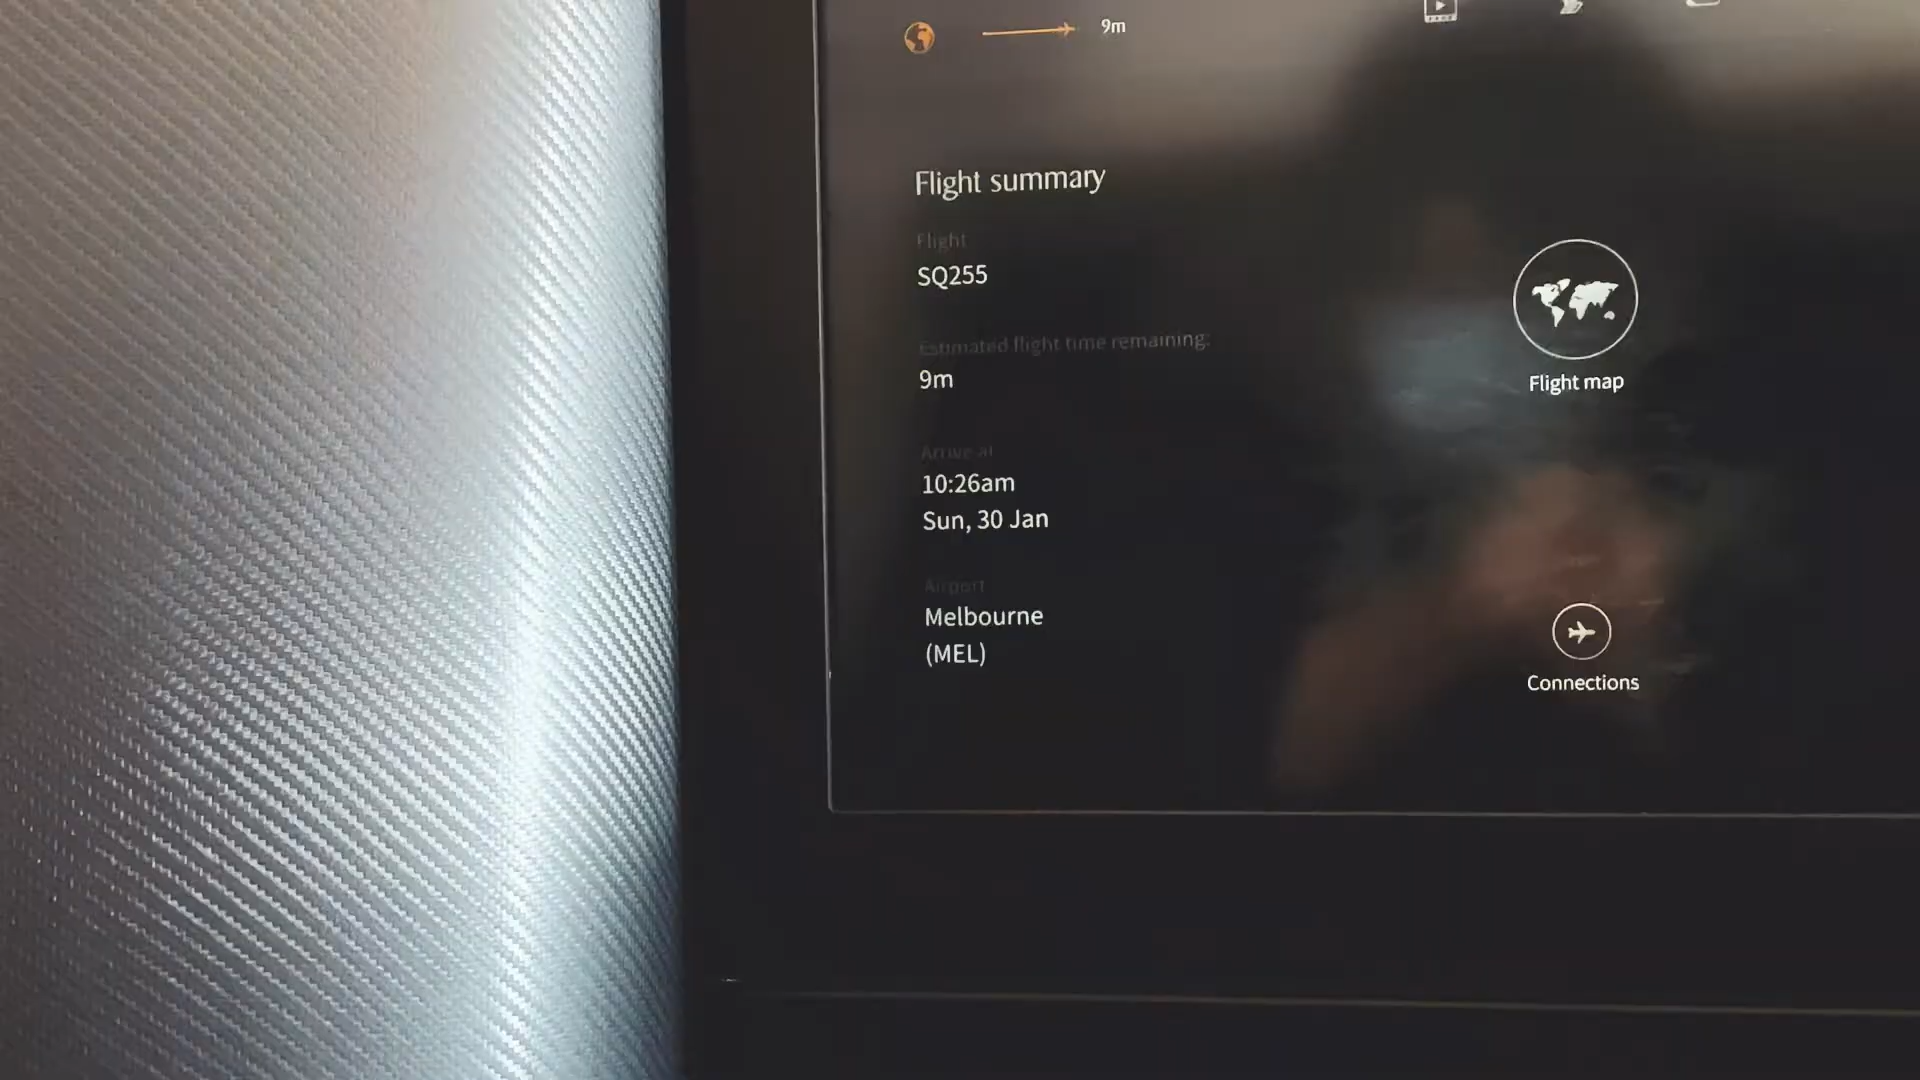 9m
Flight summary
Flight
SQ255
Estimated flight time remaining:
9m
Arrive at
10:26am
Sun, 30 Jan
Airport
Melbourne
(MEL)
Flight map
Connections